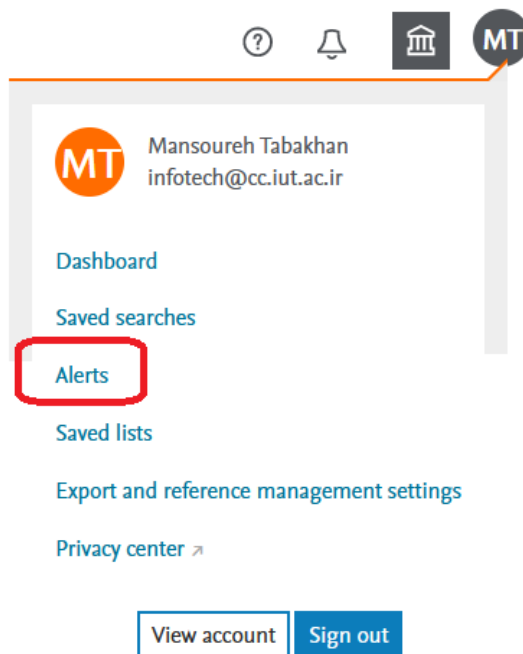 MT
MT
Mansoureh Tabakhan
infotech@cc.iut.ac.ir
Dashboard
Saved searches
Alerts
Saved lists
Export and reference management settings
Privacy center
View account
Sign out